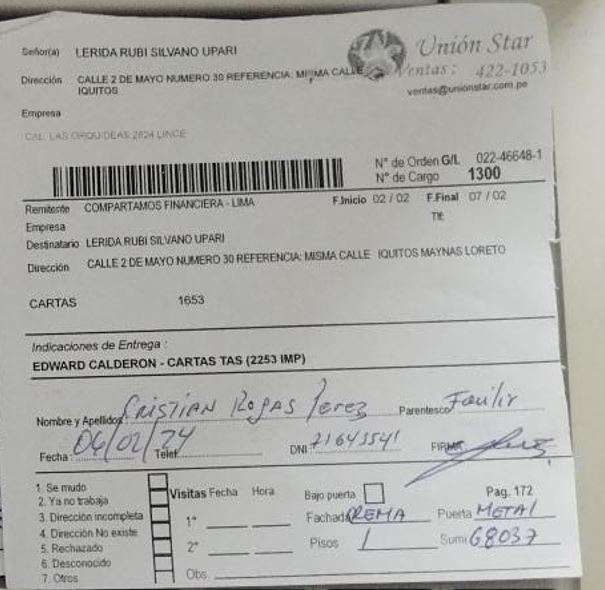 Señor(a) LERIDA RUBI SILVANO UPARI
Unión Star
Dirección CALLE 2 DE MAYO NUMERO 30 REFERENCIA: MISMA CALLE
IQUITOS
Ventas: 422-1053
ventas@unionstar.com.pe
Empresa
CAL. LAS ORQUIDEAS 2624 LINCE
N° de Orden G/L 022-46648-1
N° de Cargo 1300
Remitente COMPARTAMOS FINANCIERA - LIMA F.Inicio 02 / 02 F.Final 07 / 02
Empresa
Destinatario LERIDA RUBI SILVANO UPARI
Dirección CALLE 2 DE MAYO NUMERO 30 REFERENCIA: MISMA CALLE IQUITOS MAYNAS LORETO
CARTAS 1653
Indicaciones de Entrega :
EDWARD CALDERON - CARTAS TAS (2253 IMP)
Nombre y Apellidos CRISTIAN ROJAS Perez Parentesco
Fecha : 06/02/24 Telef. DNI 71643541 FIRMA
1. Se mudo
2. Ya no trabaja
3. Dirección incompleta
4. Dirección No existe
5. Rechazado
6. Desconocido
7. Otros
Visitas Fecha Hora
1°
2°
Obs.
Bajo puerta Pag. 172
Fachada CREMA Puerta METAL
Pisos 1 Sumi 68037